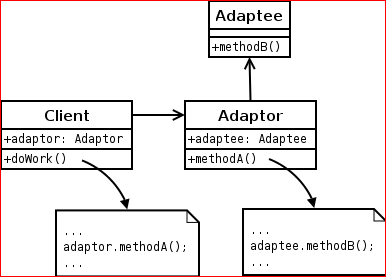 Adaptee
+methodB()
Client
+adaptor: Adaptor
+doWork()
Adaptor
+adaptee: Adaptee
+methodA()
...
adaptor.methodA();
...
...
adaptee.methodB();
...